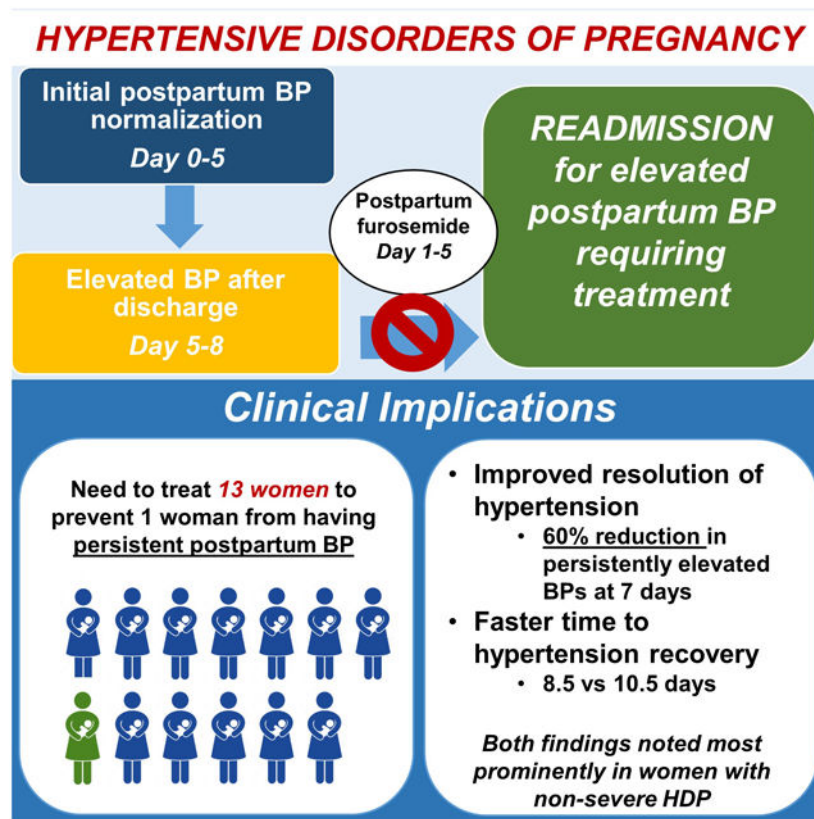 HYPERTENSIVE DISORDERS OF PREGNANCY
Initial postpartum BP
normalization
Day 0-5
Elevated BP after
discharge
Day 5-8
Postpartum
furosemide
Day 1-5
READMISSION
for elevated
postpartum BP
requiring
treatment
Clinical Implications
Need to treat 13 women to
prevent 1 woman from having
persistent postpartum BP
• Improved resolution of
hypertension
• 60% reduction in
persistently elevated
BPs at 7 days
• Faster time to
hypertension recovery
• 8.5 vs 10.5 days
Both findings noted most
prominently in women with
non-severe HDP